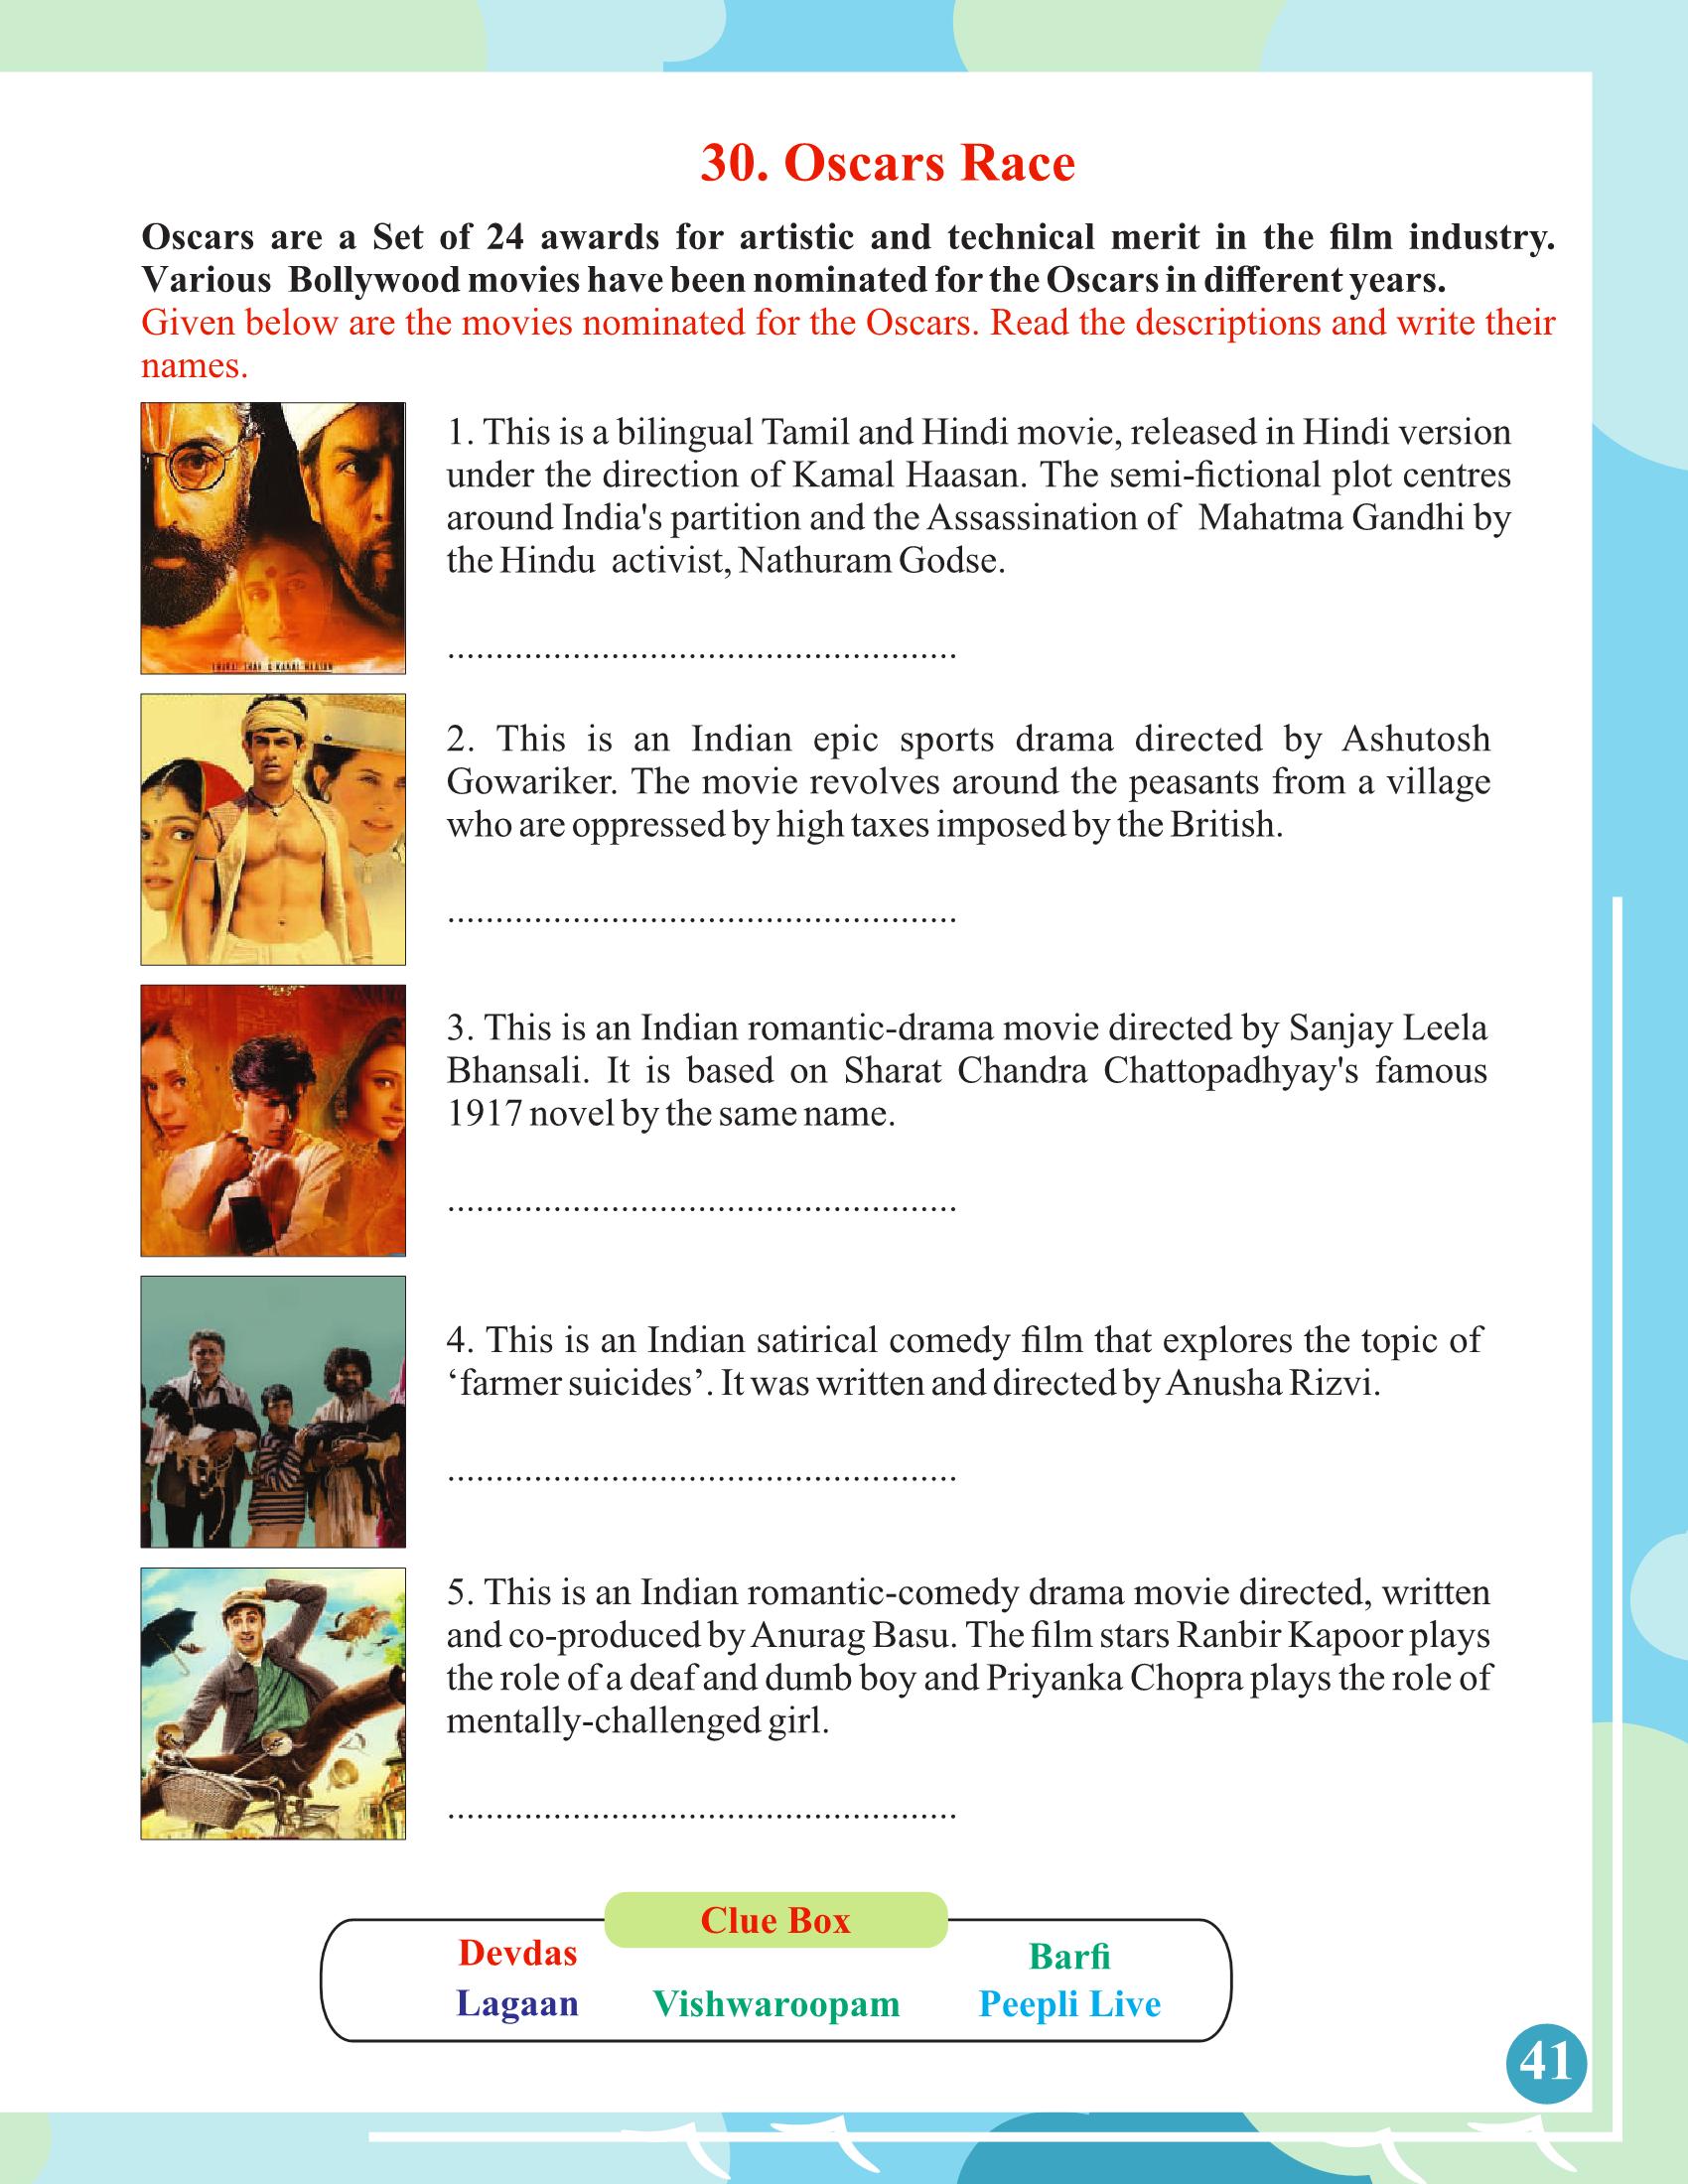 30. Oscars Race
Oscars are a Set of 24 awards for artistic and technical merit in the film industry.
Various Bollywood movies have been nominated for the Oscars in different years.
Given below are the movies nominated for the Oscars. Read the descriptions and write their
names.
1. This is a bilingual Tamil and Hindi movie, released in Hindi version
under the direction of Kamal Haasan. The semi-fictional plot centres
around India's partition and the Assassination of Mahatma Gandhi by
the Hindu activist, Nathuram Godse.
.....................................................
2. This is an Indian epic sports drama directed by Ashutosh
Gowariker. The movie revolves around the peasants from a village
who are oppressed by high taxes imposed by the British.
.....................................................
3. This is an Indian romantic-drama movie directed by Sanjay Leela
Bhansali. It is based on Sharat Chandra Chattopadhyay's famous
1917 novel by the same name.
.....................................................
4. This is an Indian satirical comedy film that explores the topic of
‘farmer suicides’. It was written and directed by Anusha Rizvi.
.....................................................
5. This is an Indian romantic-comedy drama movie directed, written
and co-produced by Anurag Basu. The film stars Ranbir Kapoor plays
the role of a deaf and dumb boy and Priyanka Chopra plays the role of
mentally-challenged girl.
.....................................................
Clue Box
Devdas Barfi
Lagaan Vishwaroopam Peepli Live
41